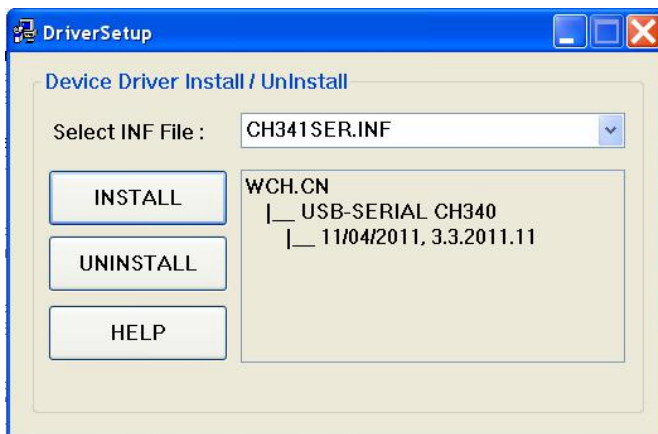 DriverSetup
Device Driver Install / UnInstall
Select INF File :
CH341SER.INF
INSTALL
UNINSTALL
HELP
WCH.CN
|__ USB-SERIAL CH340
|__ 11/04/2011, 3.3.2011.11